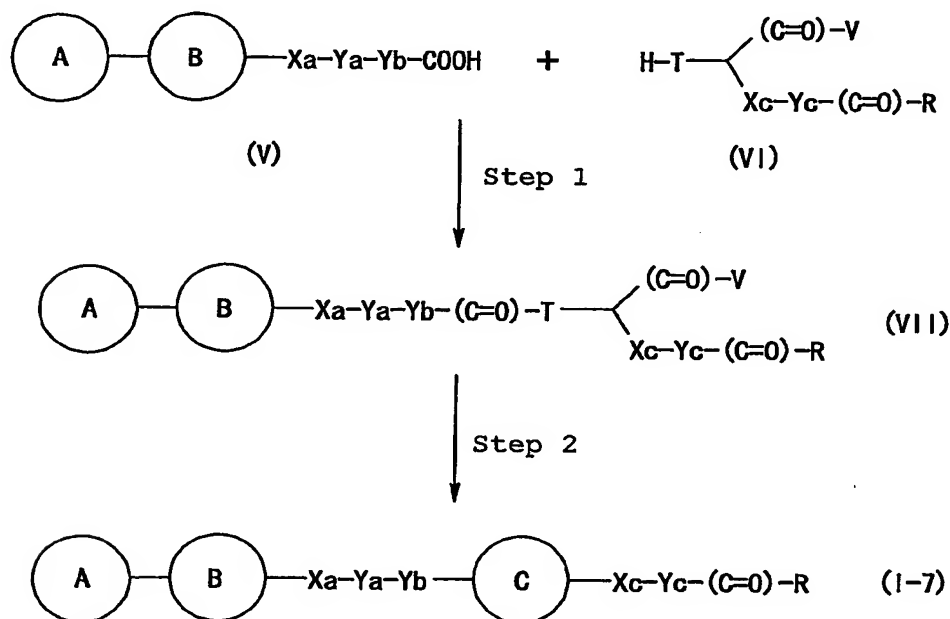 A B Xa-Ya-Yb-COOH + H-T (C=O)-V
Xc-Yc-(C=O)-R
(V) (VI)
Step 1
A B Xa-Ya-Yb-(C=O)-T (C=O)-V
Xc-Yc-(C=O)-R (VII)
Step 2
A B Xa-Ya-Yb C Xc-Yc-(C=O)-R (I-7)